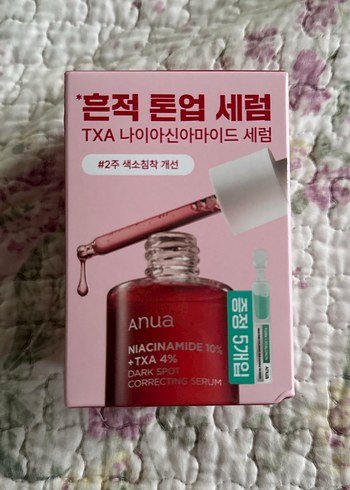 *흔적 톤업 세럼
TXA 나이아신아마이드 세럼
#2주 색소침착 개선
Anua
NIACINAMIDE 10%
+TXA 4%
DARK SPOT
CORRECTING SERUM
증정 5개입